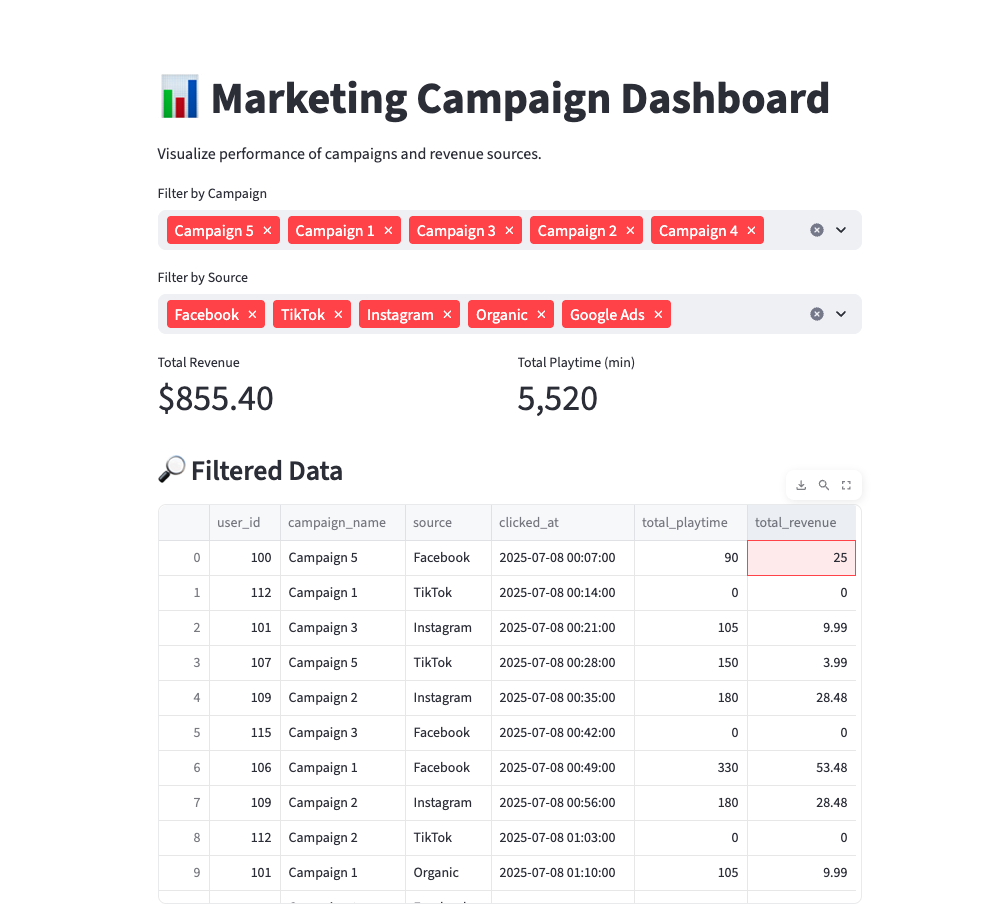 📊 Marketing Campaign Dashboard
Visualize performance of campaigns and revenue sources.
Filter by Campaign
Campaign 5 × Campaign 1 × Campaign 3 × Campaign 2 × Campaign 4 ×
Filter by Source
Facebook × TikTok × Instagram × Organic × Google Ads ×
Total Revenue Total Playtime (min)
$855.40 5,520
🔎 Filtered Data
user_id campaign_name source clicked_at total_playtime total_revenue
0 100 Campaign 5 Facebook 2025-07-08 00:07:00 90 25
1 112 Campaign 1 TikTok 2025-07-08 00:14:00 0 0
2 101 Campaign 3 Instagram 2025-07-08 00:21:00 105 9.99
3 107 Campaign 5 TikTok 2025-07-08 00:28:00 150 3.99
4 109 Campaign 2 Instagram 2025-07-08 00:35:00 180 28.48
5 115 Campaign 3 Facebook 2025-07-08 00:42:00 0 0
6 106 Campaign 1 Facebook 2025-07-08 00:49:00 330 53.48
7 109 Campaign 2 Instagram 2025-07-08 00:56:00 180 28.48
8 112 Campaign 2 TikTok 2025-07-08 01:03:00 0 0
9 101 Campaign 1 Organic 2025-07-08 01:10:00 105 9.99